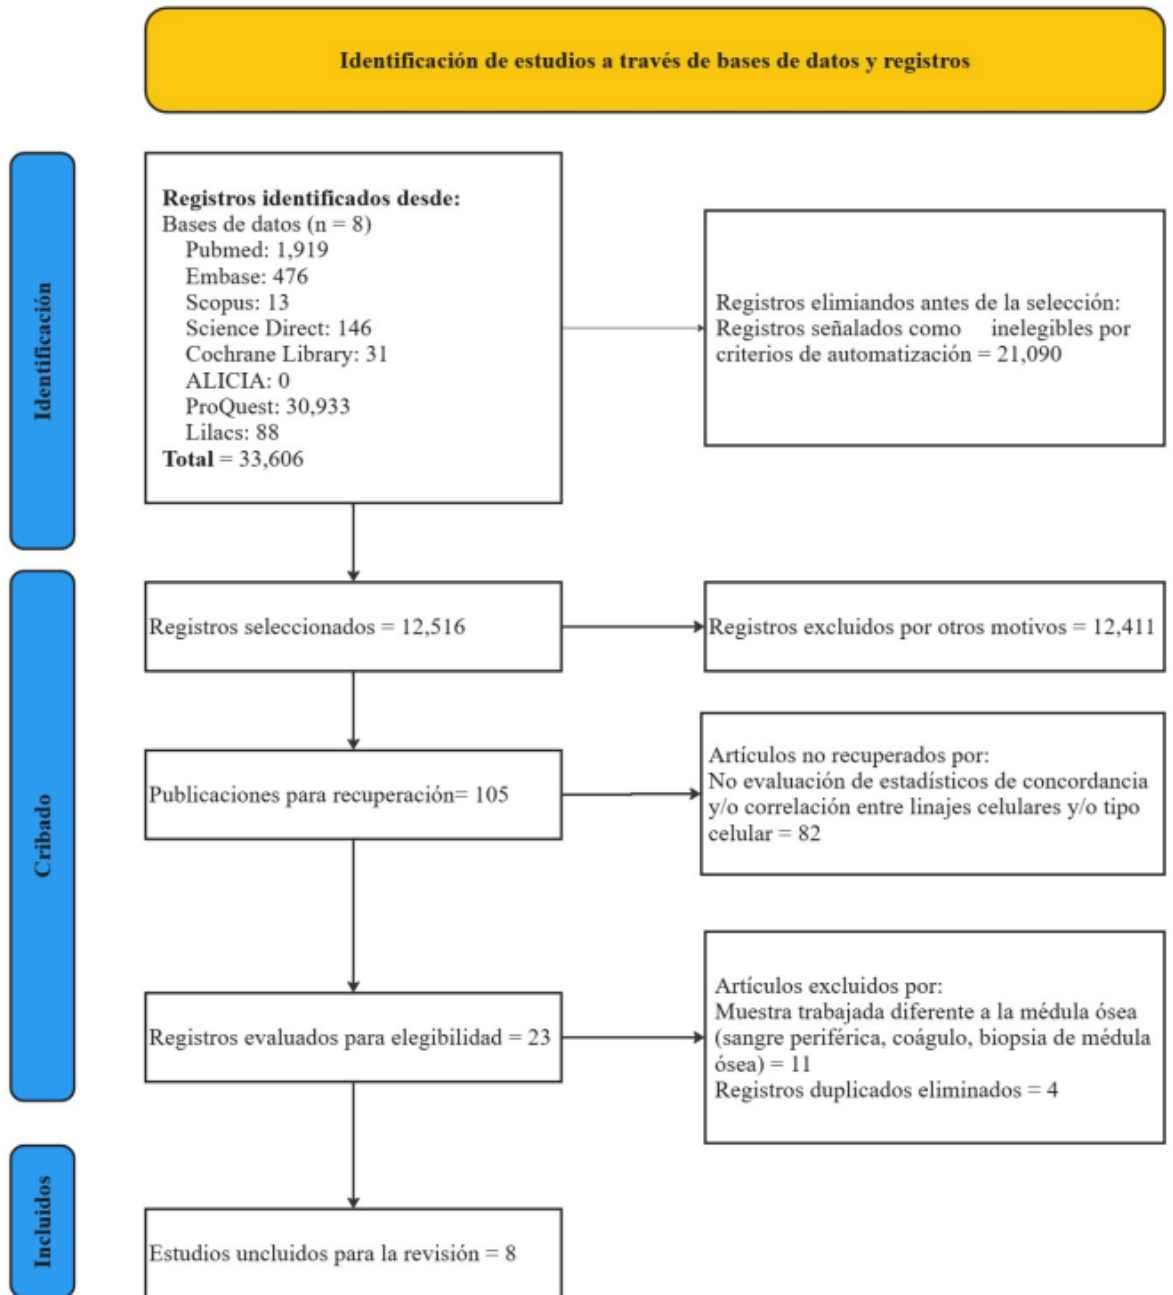 Identificación de estudios a través de bases de datos y registros
Identificación
Registros identificados desde:
Bases de datos (n = 8)
Pubmed: 1,919
Embase: 476
Scopus: 13
Science Direct: 146
Cochrane Library: 31
ALICIA: 0
ProQuest: 30,933
Lilacs: 88
Total = 33,606
Registros elimiandos antes de la selección:
Registros señalados como inelegibles por
criterios de automatización = 21,090
Cribado
Registros seleccionados = 12,516
Registros excluidos por otros motivos = 12,411
Publicaciones para recuperación= 105
Artículos no recuperados por:
No evaluación de estadísticos de concordancia
y/o correlación entre linajes celulares y/o tipo
celular = 82
Registros evaluados para elegibilidad = 23
Artículos excluidos por:
Muestra trabajada diferente a la médula ósea
(sangre periférica, coágulo, biopsia de médula
ósea) = 11
Registros duplicados eliminados = 4
Incluidos
Estudios uncluidos para la revisión = 8